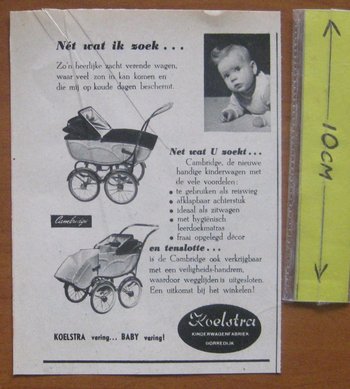 Nét wat ik zoek . . .
Zo'n heerlijke zacht verende wagen,
waar veel zon in kan komen en
die mij op koude dagen beschermt.
Net wat U zoekt . . .
Cambridge, de nieuwe
handige kinderwagen met
de vele voordelen:
● te gebruiken als reiswieg
● afklapbaar achterstuk
● ideaal als zitwagen
● met hygiënisch
leerdoekmatras
● fraai opgelegd décor
Cambridge
en tenslotte . . .
is de Cambridge ook verkrijgbaar
met een veiligheids-handrem,
waardoor wegglijden is uitgesloten.
Een uitkomst bij het winkelen!
KOELSTRA vering... BABY varing!
Koelstra
KINDERWAGENFABRIEK
GORREDIJK
10CM